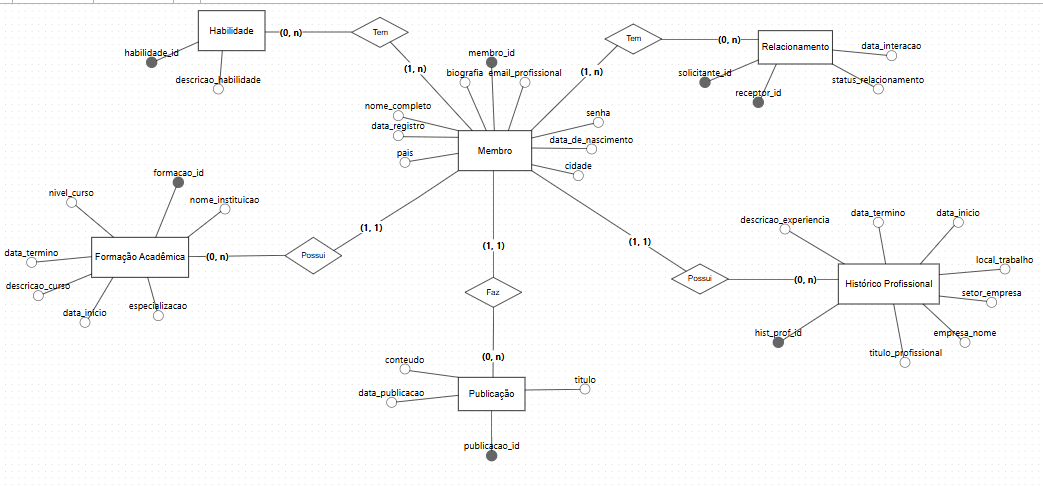 Habilidade
(0, n)
Tem
habilidade_id
descricao_habilidade
(1, n)
membro_id
biografia
email_profissional
Tem
(0, n)
Relacionamento
data_interacao
solicitante_id
receptor_id
status_relacionamento
(1, n)
nome_completo
data_registro
pais
Membro
senha
data_de_nascimento
cidade
formacao_id
nivel_curso
nome_instituicao
data_termino
Formação Acadêmica
(0, n)
Possui
(1, 1)
descricao_curso
data_inicio
especializacao
(1, 1)
Faz
(0, n)
conteudo
data_publicacao
Publicação
titulo
publicacao_id
(1, 1)
Possui
(0, n)
descricao_experiencia
data_termino
data_inicio
local_trabalho
Histórico Profissional
setor_empresa
hist_prof_id
empresa_nome
titulo_profissional